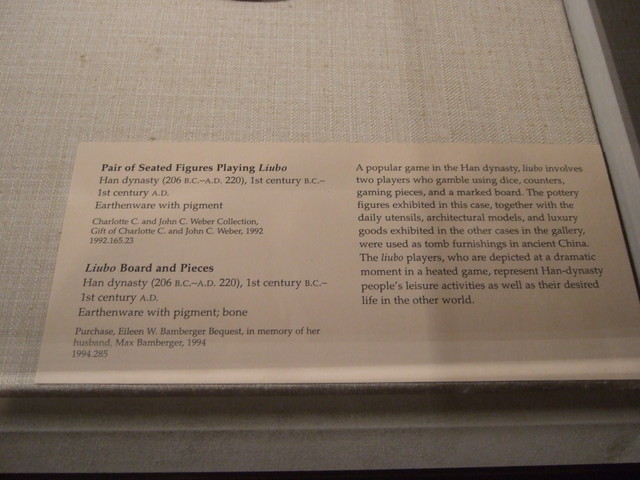 Pair of Seated Figures Playing Liubo
Han dynasty (206 B.C.–A.D. 220), 1st century B.C.–
1st century A.D.
Earthenware with pigment
Charlotte C. and John C. Weber Collection,
Gift of Charlotte C. and John C. Weber, 1992
1992.165.23
Liubo Board and Pieces
Han dynasty (206 B.C.–A.D. 220), 1st century B.C.–
1st century A.D.
Earthenware with pigment; bone
Purchase, Eileen W. Bamberger Bequest, in memory of her
husband, Max Bamberger, 1994
1994.285
A popular game in the Han dynasty, liubo involves
two players who gamble using dice, counters,
gaming pieces, and a marked board. The pottery
figures exhibited in this case, together with the
daily utensils, architectural models, and luxury
goods exhibited in the other cases in the gallery,
were used as tomb furnishings in ancient China.
The liubo players, who are depicted at a dramatic
moment in a heated game, represent Han-dynasty
people's leisure activities as well as their desired
life in the other world.